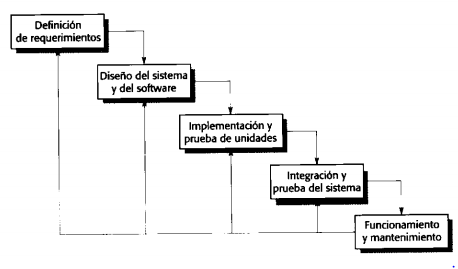 Definición
de requerimientos
Diseño del sistema
y del software
Implementación y
prueba de unidades
Integración y
prueba del sistema
Funcionamiento
y mantenimiento